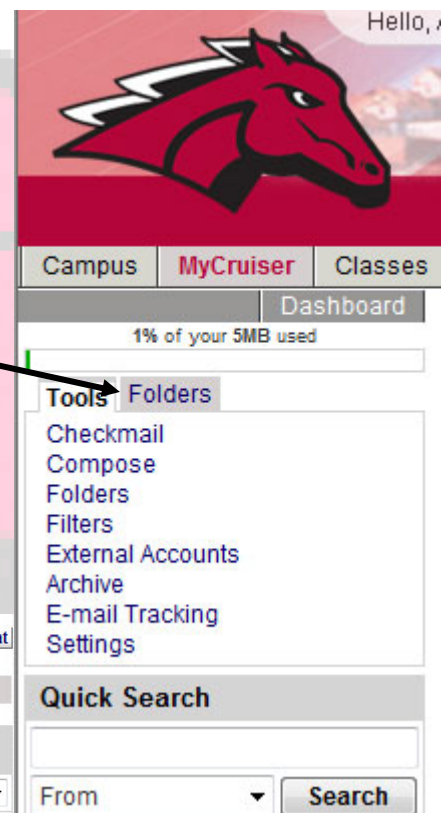 Hello,
Campus MyCruiser Classes
Dashboard
1% of your 5MB used
Tools Folders
Checkmail
Compose
Folders
Filters
External Accounts
Archive
E-mail Tracking
Settings
Quick Search
From Search